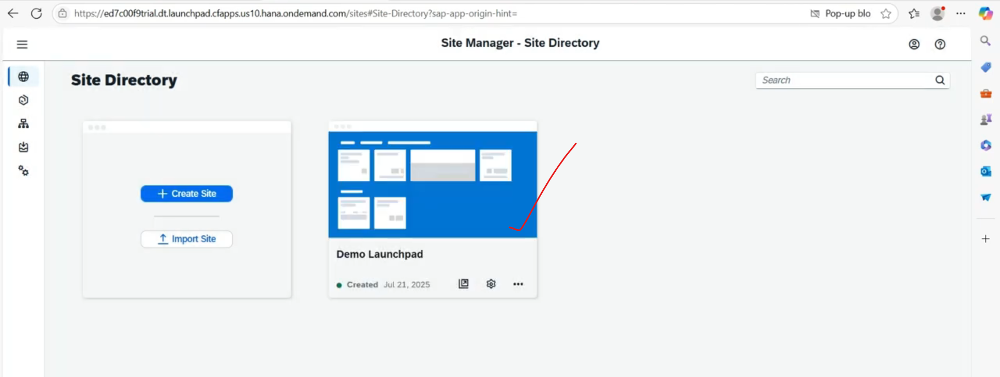 https://ed7c00f9trial.dt.launchpad.cfapps.us10.hana.ondemand.com/sites#Site-Directory?sap-app-origin-hint=
Pop-up blo
Site Manager - Site Directory
Site Directory
Search
Create Site
Import Site
Demo Launchpad
Created Jul 21, 2025